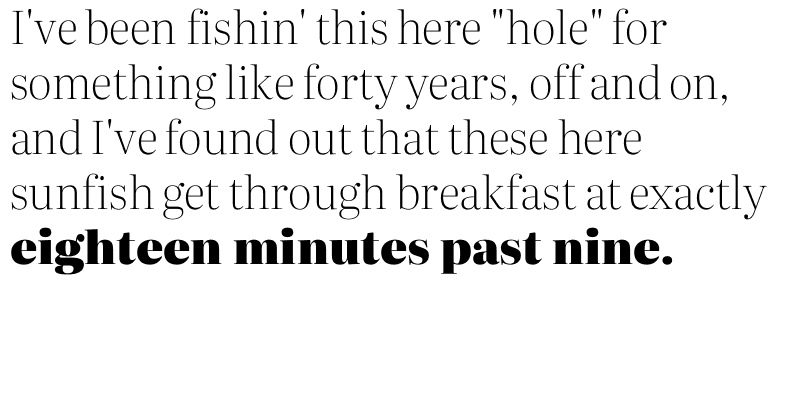 I've been fishin' this here "hole" for
something like forty years, off and on,
and I've found out that these here
sunfish get through breakfast at exactly
eighteen minutes past nine.